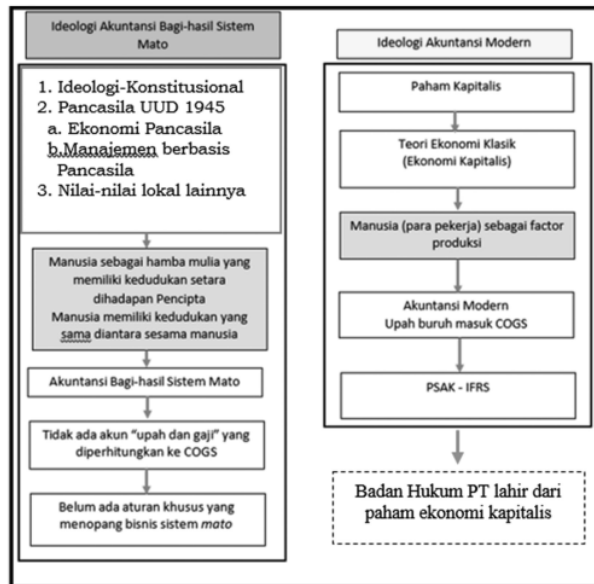 Ideologi Akuntansi Bagi-hasil Sistem
Mato
1. Ideologi-Konstitusional
2. Pancasila UUD 1945
a. Ekonomi Pancasila
b.Manajemen berbasis
Pancasila
3. Nilai-nilai lokal lainnya
Manusia sebagai hamba mulia yang
memiliki kedudukan setara
dihadapan Pencipta
Manusia memiliki kedudukan yang
sama diantara sesama manusia
Akuntansi Bagi-hasil Sistem Mato
Tidak ada akun “upah dan gaji” yang
diperhitungkan ke COGS
Belum ada aturan khusus yang
menopang bisnis sistem mato
Ideologi Akuntansi Modern
Paham Kapitalis
Teori Ekonomi Klasik
(Ekonomi Kapitalis)
Manusia (para pekerja) sebagai factor
produksi
Akuntansi Modern
Upah buruh masuk COGS
PSAK - IFRS
Badan Hukum PT lahir dari
paham ekonomi kapitalis